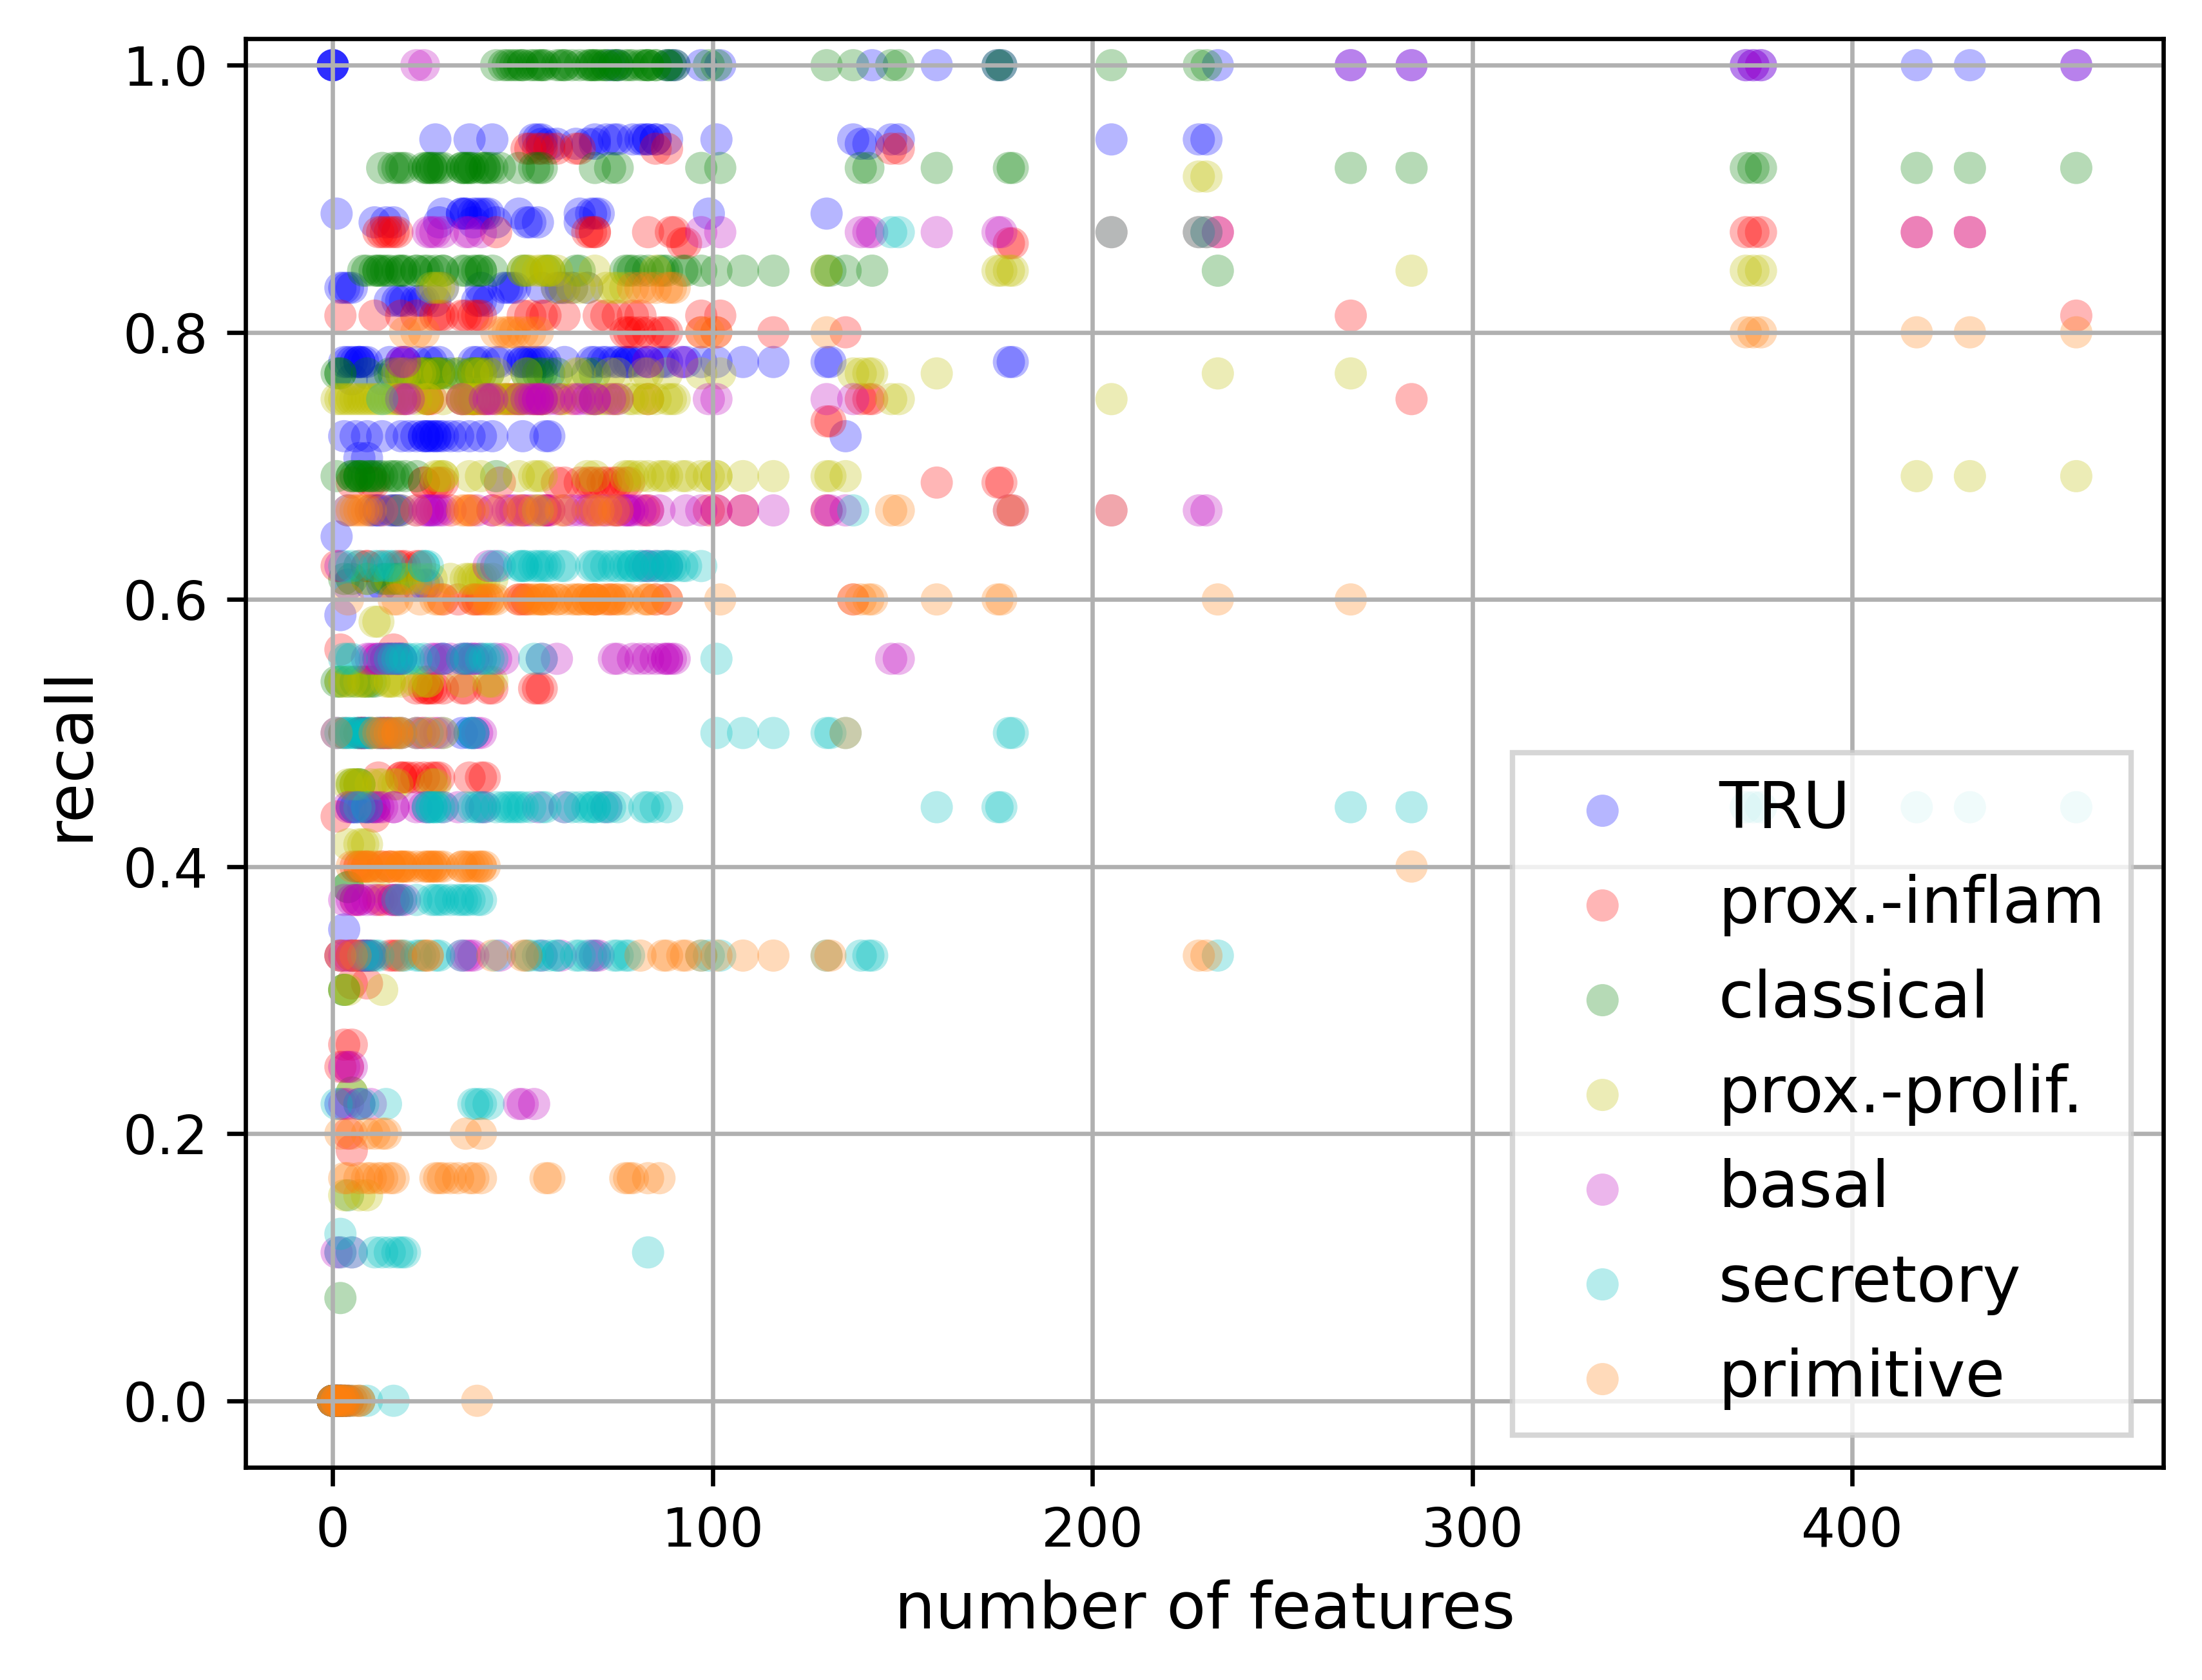 1.0
0.8
0.6
0.4
0.2
0.0
recall
0
100
200
300
400
number of features
TRU
prox.-inflam
classical
prox.-prolif.
basal
secretory
primitive